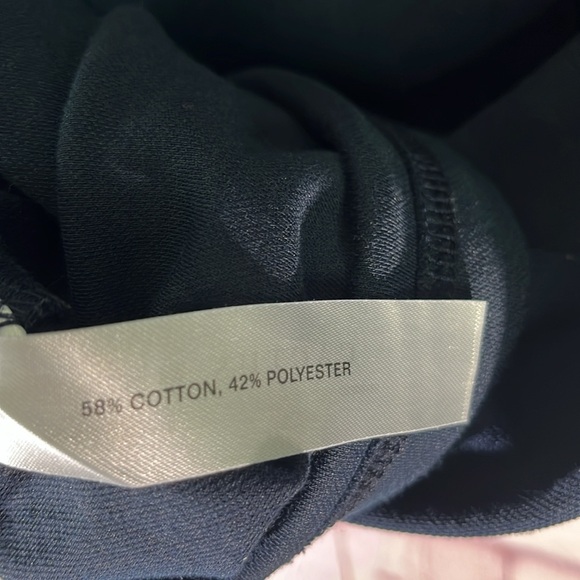 58% COTTON, 42% POLYESTER